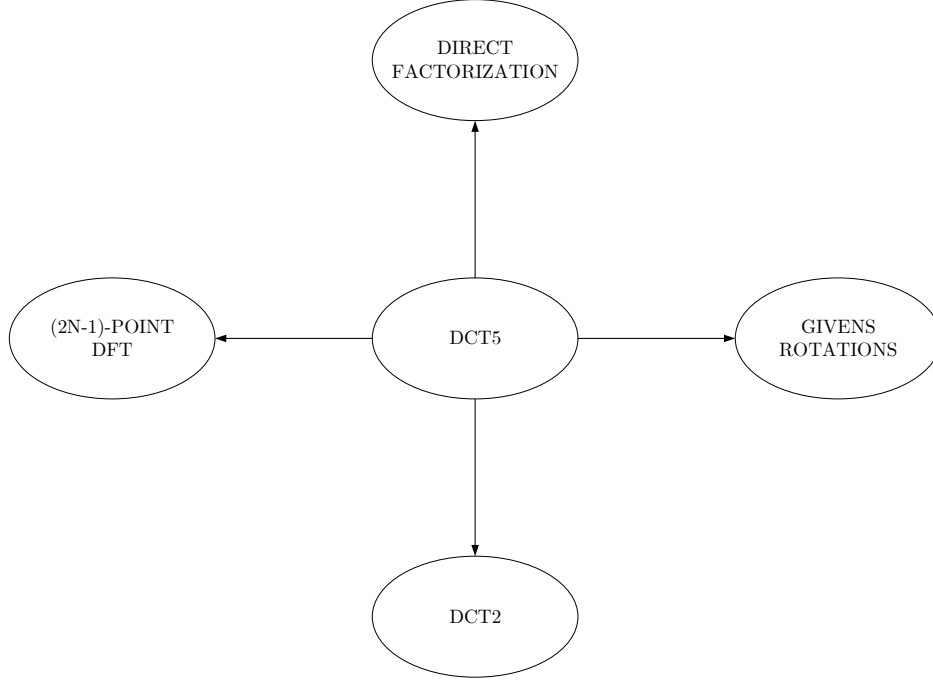 DIRECT
FACTORIZATION
(2N-1)-POINT
DFT
DCT5
GIVENS
ROTATIONS
DCT2